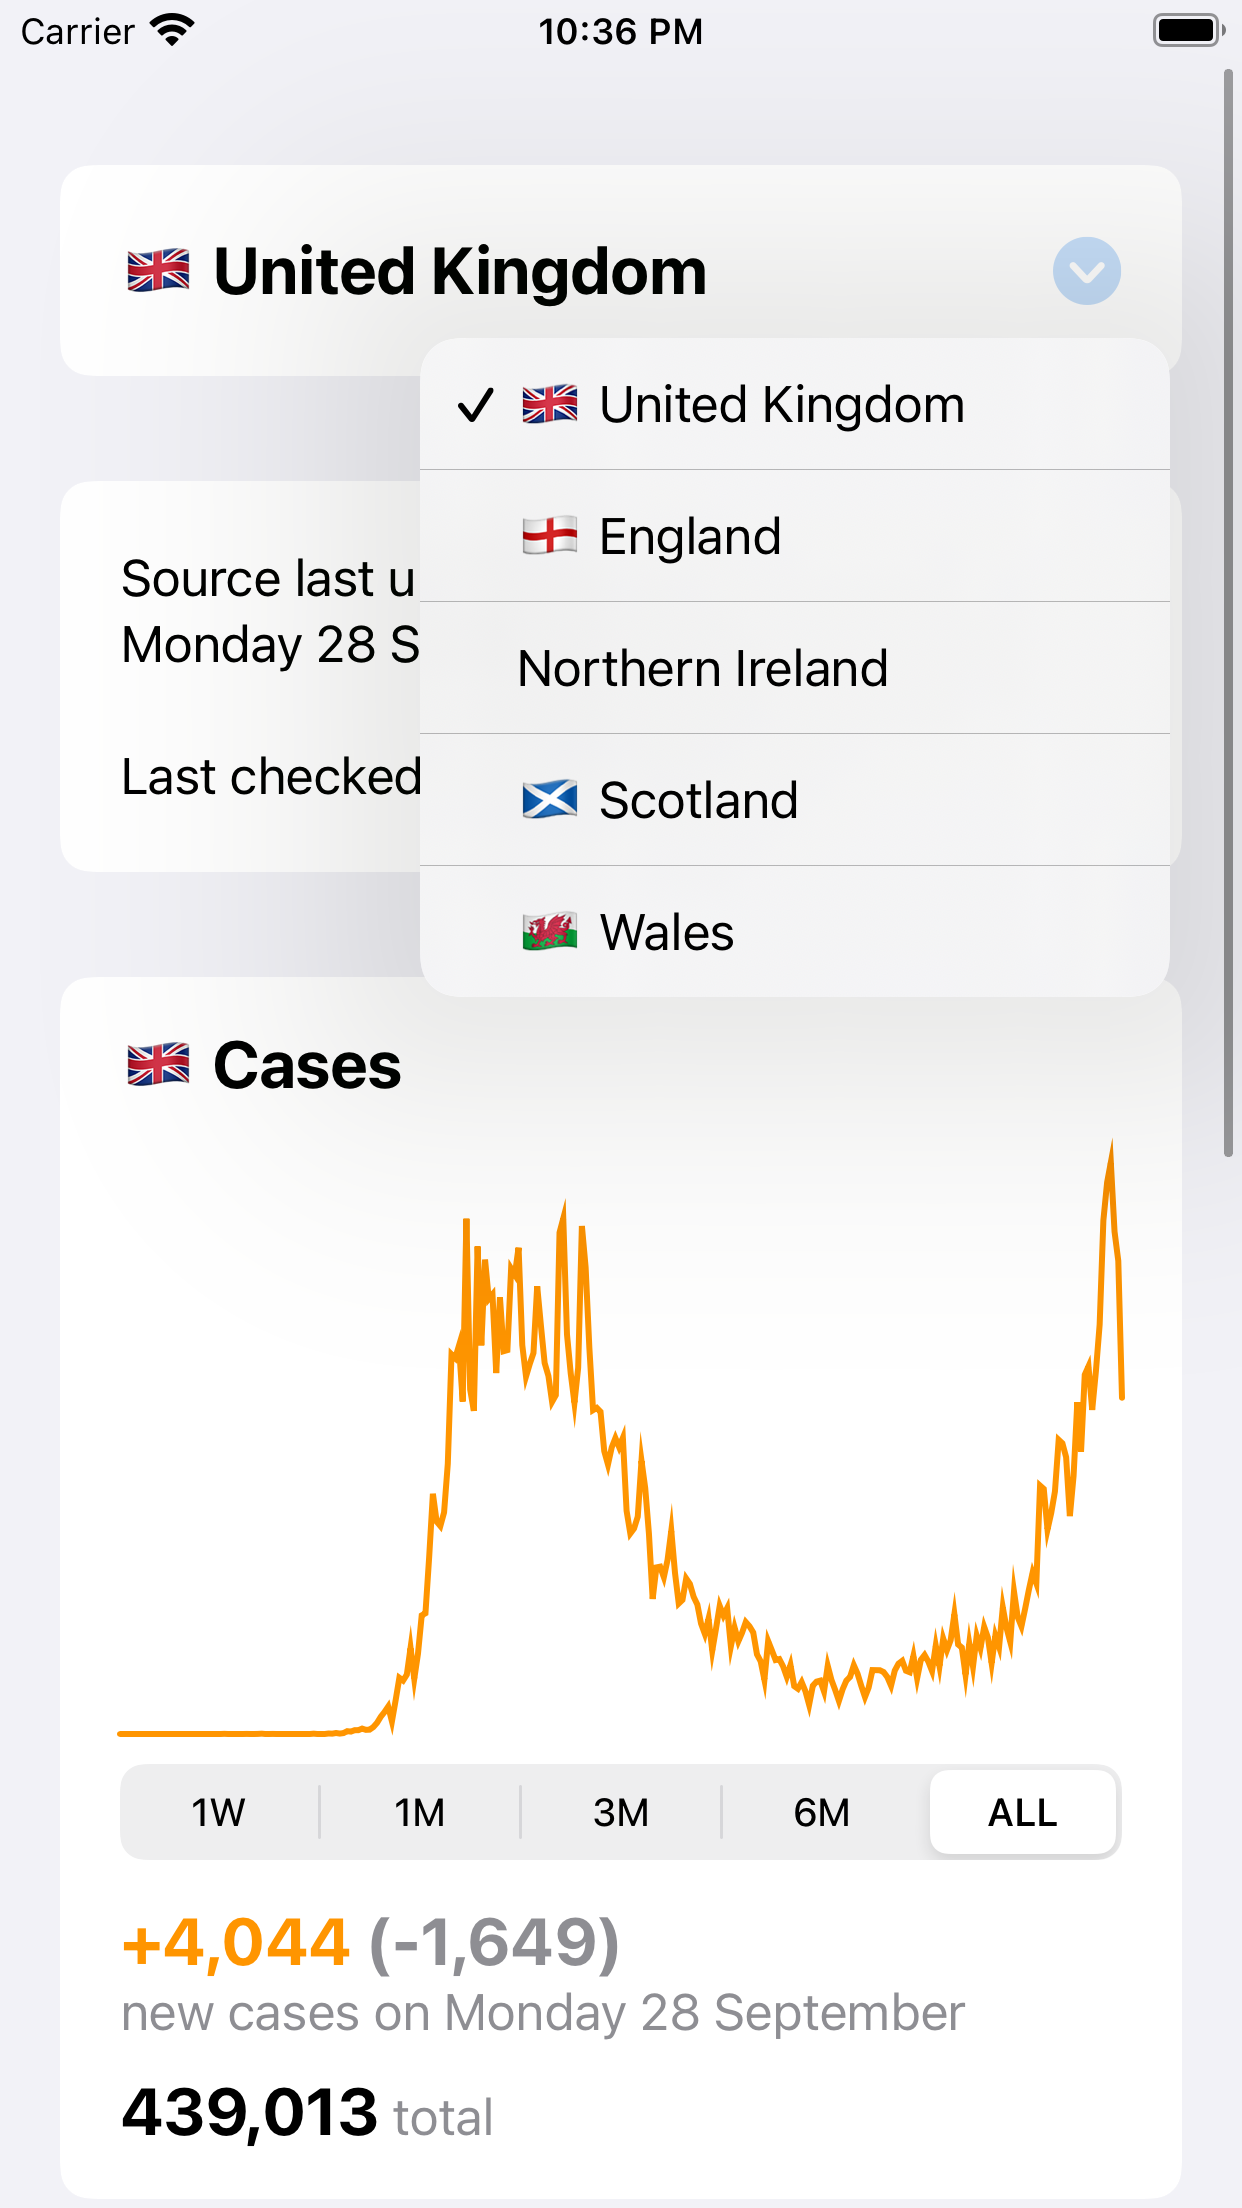 Carrier 10:36 PM
United Kingdom
✓ United Kingdom
England
Northern Ireland
Scotland
Wales
Source last u
Monday 28 S
Last checked
Cases
1W 1M 3M 6M ALL
+4,044 (-1,649)
new cases on Monday 28 September
439,013 total